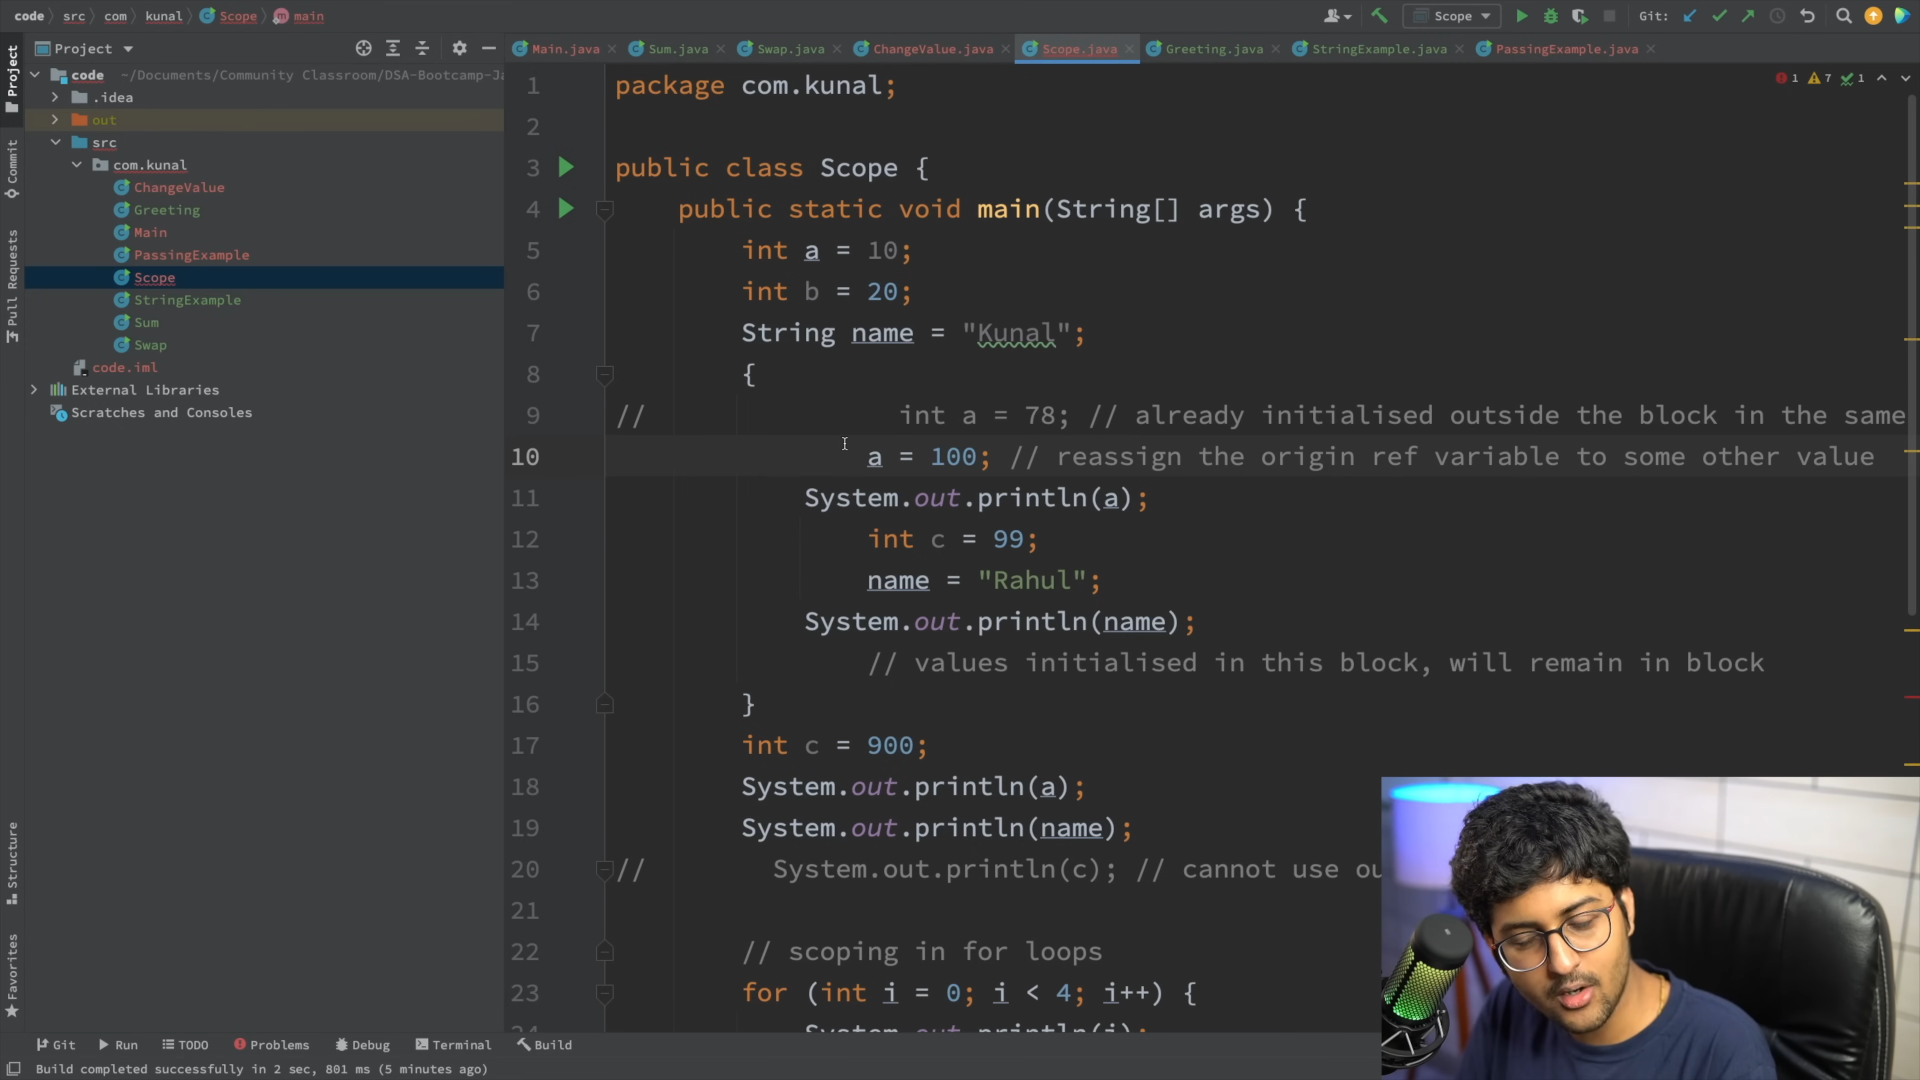 code src com kunal Scope main Scope Git:
Project
Main.java Sum.java Swap.java ChangeValue.java Scope.java Greeting.java StringExample.java PassingExample.java
code ~/Documents/Community Classroom/DSA-Bootcamp-Ja
.idea
out
src
com.kunal
ChangeValue
Greeting
Main
PassingExample
Scope
StringExample
Sum
Swap
code.iml
External Libraries
Scratches and Consoles
Project
Commit
Pull Requests
Structure
Favorites
1 7 1
1 package com.kunal;
2
3 public class Scope {
4 public static void main(String[] args) {
5 int a = 10;
6 int b = 20;
7 String name = "Kunal";
8 {
9 // int a = 78; // already initialised outside the block in the same
10 a = 100; // reassign the origin ref variable to some other value
11 System.out.println(a);
12 int c = 99;
13 name = "Rahul";
14 System.out.println(name);
15 // values initialised in this block, will remain in block
16 }
17 int c = 900;
18 System.out.println(a);
19 System.out.println(name);
20 // System.out.println(c); // cannot use ou
21
22 // scoping in for loops
23 for (int i = 0; i < 4; i++) {
24 System.out.println(i);
Git Run TODO Problems Debug Terminal Build
Build completed successfully in 2 sec, 801 ms (5 minutes ago)